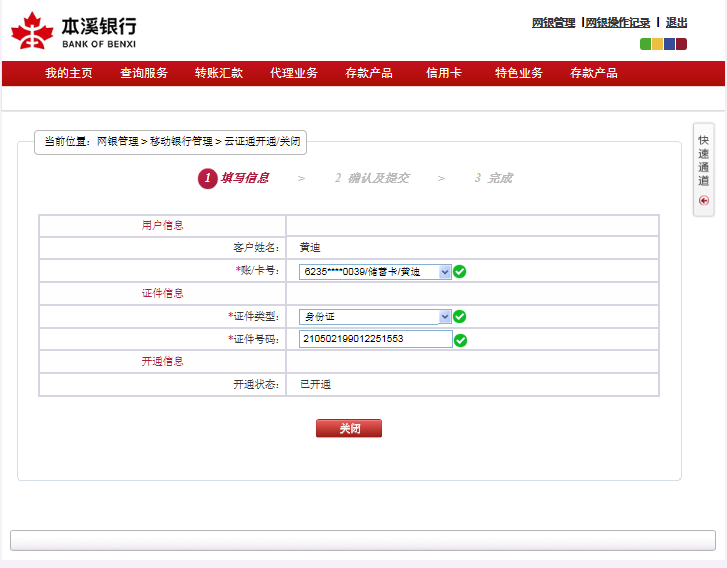 本溪银行
BANK OF BENXI
网银管理 | 网银操作记录 | 退出
我的主页 查询服务 转账汇款 代理业务 存款产品 信用卡 特色业务 存款产品
当前位置：网银管理 > 移动银行管理 > 云证通开通/关闭
快速通道
1 填写信息 > 2 确认及提交 > 3 完成
用户信息
客户姓名： 黄迪
*账/卡号： 6235****0039/储蓄卡/黄迪
证件信息
*证件类型： 身份证
*证件号码： 210502199012251553
开通信息
开通状态： 已开通
关闭